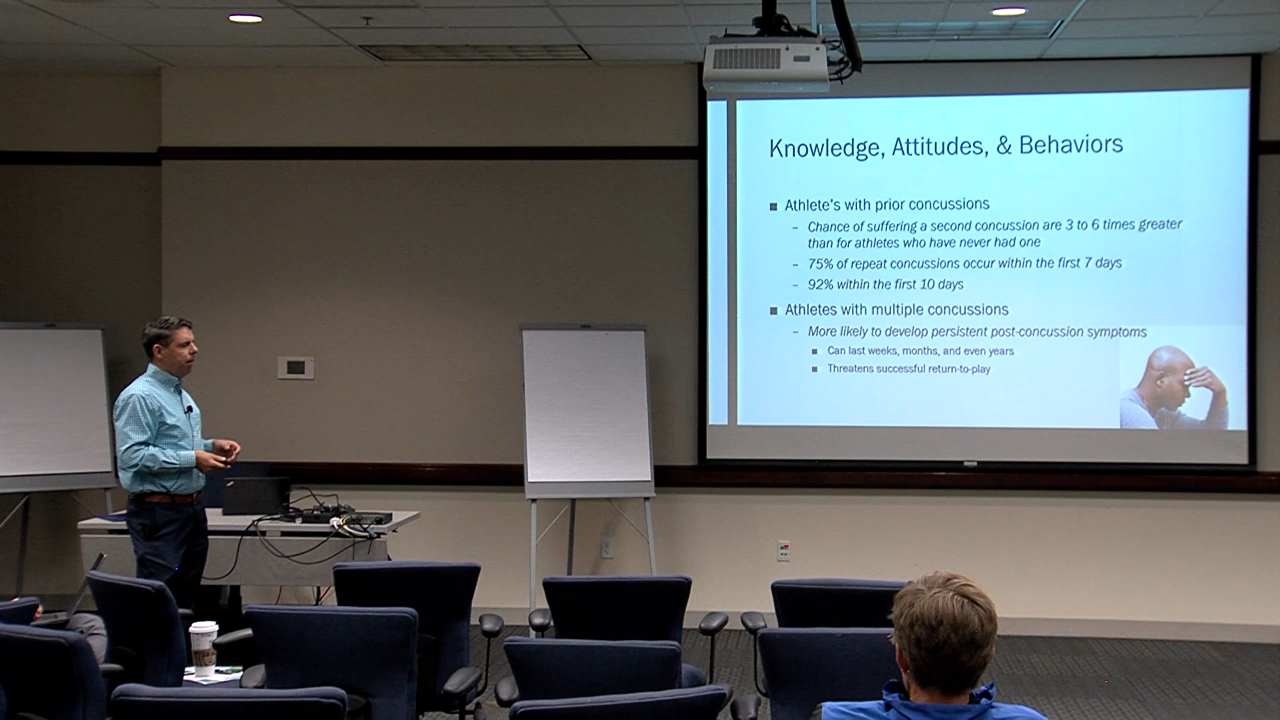 Knowledge, Attitudes, & Behaviors
■ Athlete's with prior concussions
– Chance of suffering a second concussion are 3 to 6 times greater
than for athletes who have never had one
– 75% of repeat concussions occur within the first 7 days
– 92% within the first 10 days
■ Athletes with multiple concussions
– More likely to develop persistent post-concussion symptoms
■ Can last weeks, months, and even years
■ Threatens successful return-to-play